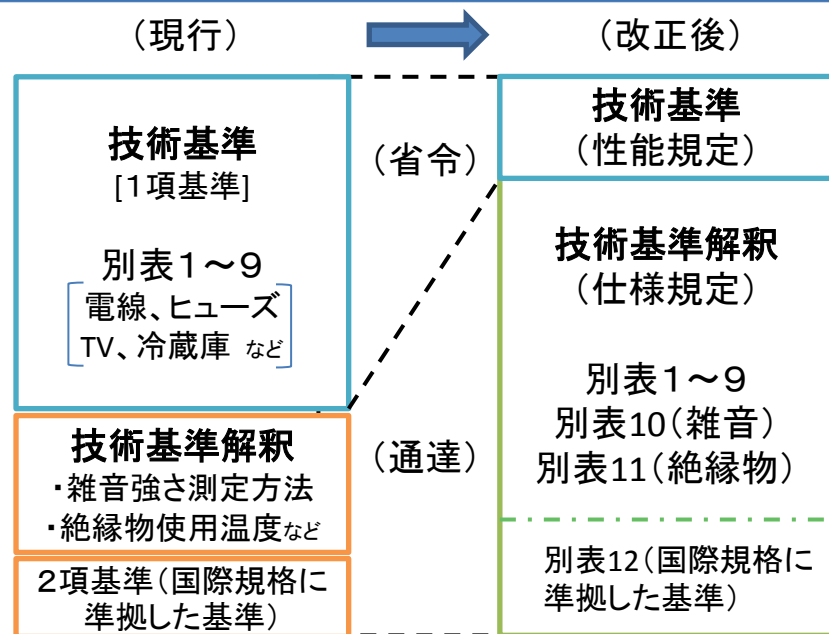 （現行）
（改正後）
技術基準
[１項基準]
別表１～９
電線、ヒューズ
TV、冷蔵庫 など
技術基準解釈
・雑音強さ測定方法
・絶縁物使用温度など
２項基準（国際規格に
準拠した基準）
（省令）
（通達）
技術基準
（性能規定）
技術基準解釈
（仕様規定）
別表１～９
別表10（雑音）
別表11（絶縁物）
別表12（国際規格に
準拠した基準）